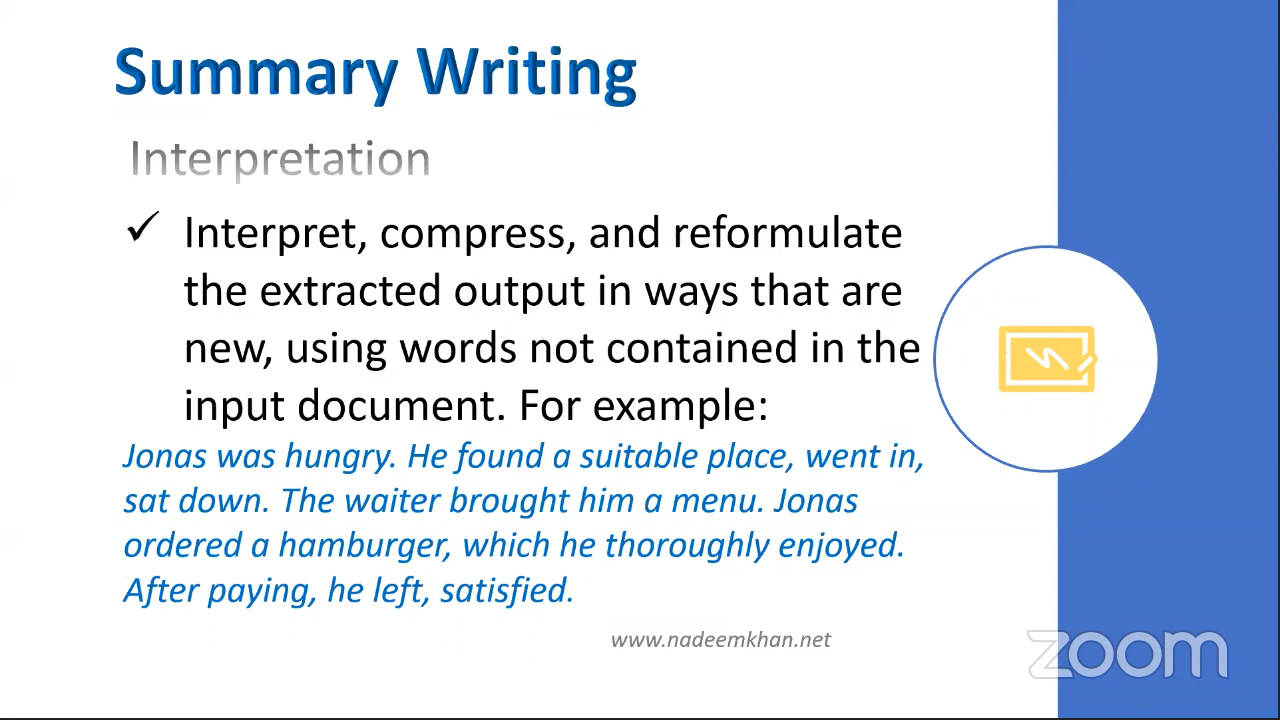 Summary Writing
Interpretation
✓ Interpret, compress, and reformulate
the extracted output in ways that are
new, using words not contained in the
input document. For example:
Jonas was hungry. He found a suitable place, went in,
sat down. The waiter brought him a menu. Jonas
ordered a hamburger, which he thoroughly enjoyed.
After paying, he left, satisfied.
www.nadeemkhan.net
zoom